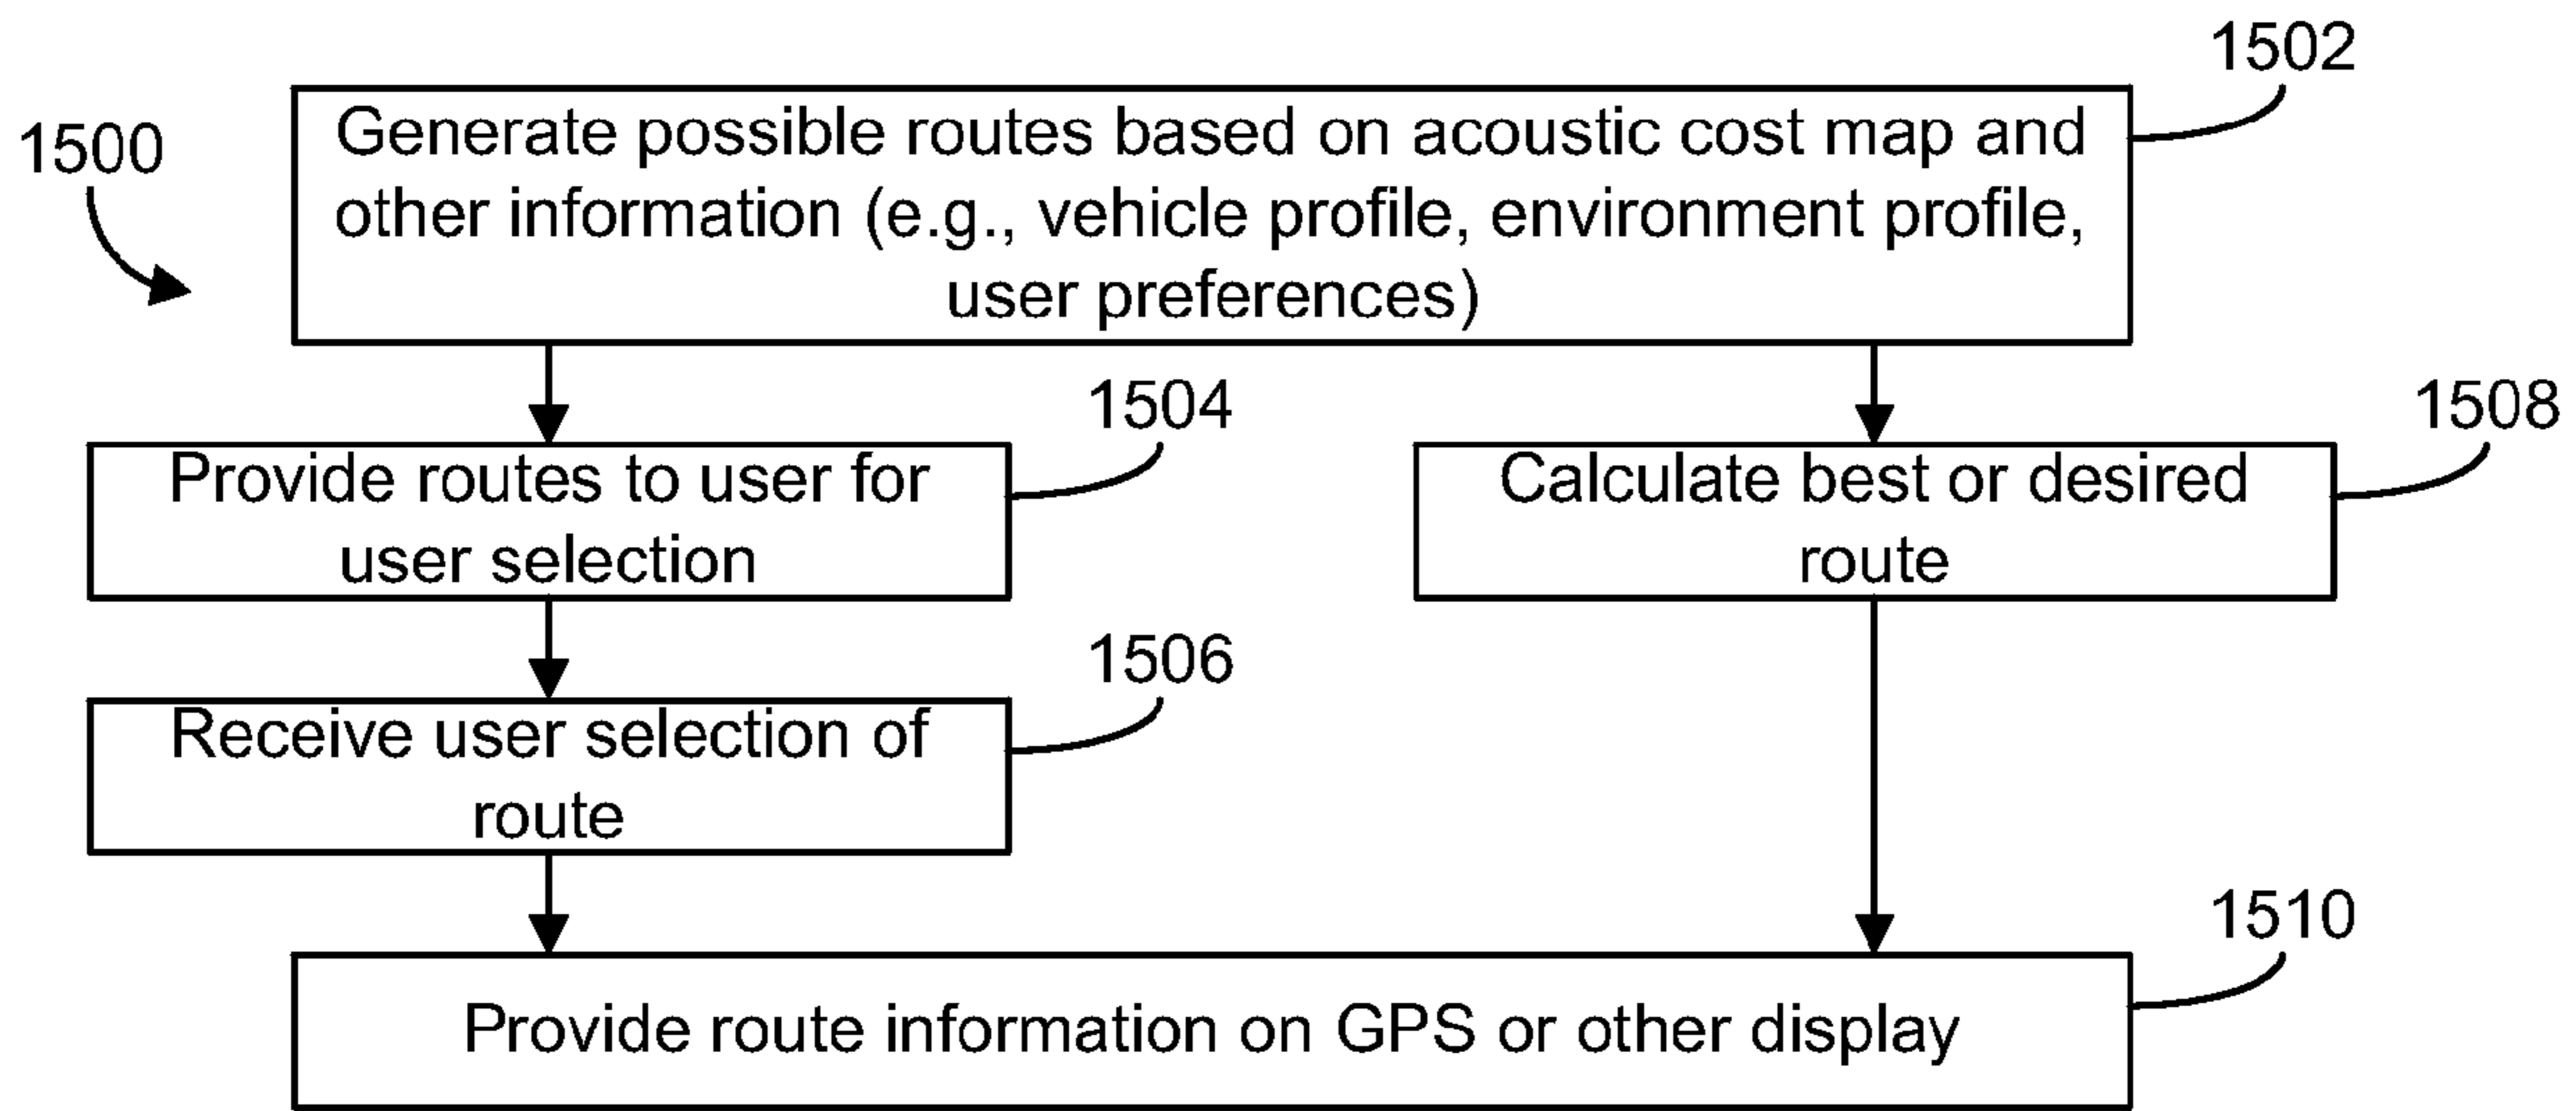 1502
1500
Generate possible routes based on acoustic cost map and
other information (e.g., vehicle profile, environment profile,
user preferences)
1504
Provide routes to user for
user selection
1508
Calculate best or desired
route
1506
Receive user selection of
route
1510
Provide route information on GPS or other display